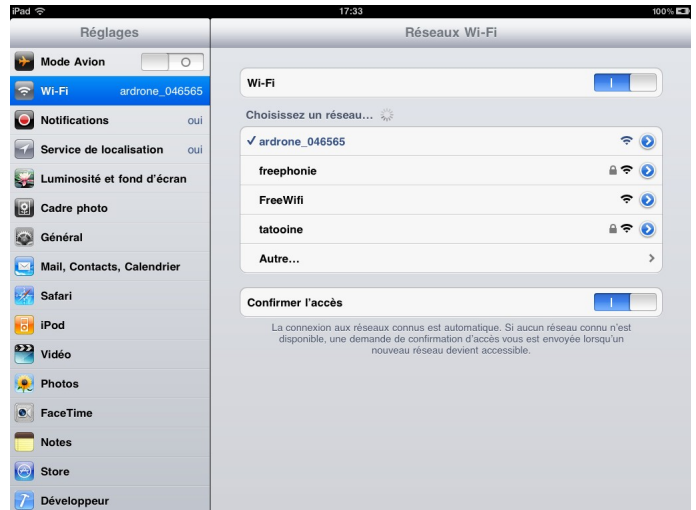 iPad 17:33 100%
Réglages
Mode Avion
Wi-Fi ardrone_046565
Notifications oui
Service de localisation oui
Luminosité et fond d'écran
Cadre photo
Général
Mail, Contacts, Calendrier
Safari
iPod
Vidéo
Photos
FaceTime
Notes
Store
Développeur
Réseaux Wi-Fi
Wi-Fi
Choisissez un réseau...
ardrone_046565
freephonie
FreeWifi
tatooine
Autre...
Confirmer l'accès
La connexion aux réseaux connus est automatique. Si aucun réseau connu n'est
disponible, une demande de confirmation d'accès vous est envoyée lorsqu'un
nouveau réseau devient accessible.